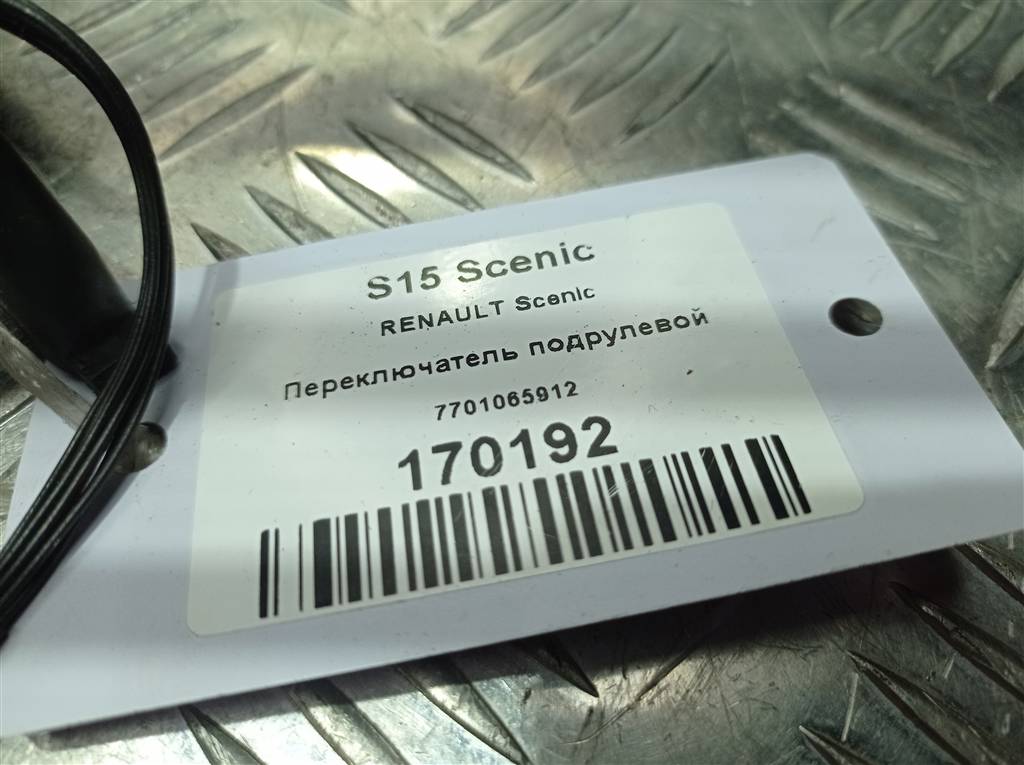 S15 Scenic
RENAULT Scenic
Переключатель подрулевой
7701065912
170192